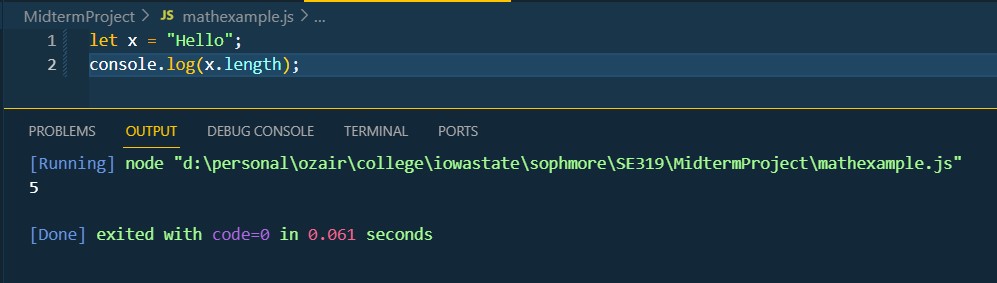 MidtermProject > JS mathexample.js > ...
1 let x = "Hello";
2 console.log(x.length);
PROBLEMS OUTPUT DEBUG CONSOLE TERMINAL PORTS
[Running] node "d:\personal\ozair\college\iowastate\sophmore\SE319\MidtermProject\mathexample.js"
5
[Done] exited with code=0 in 0.061 seconds